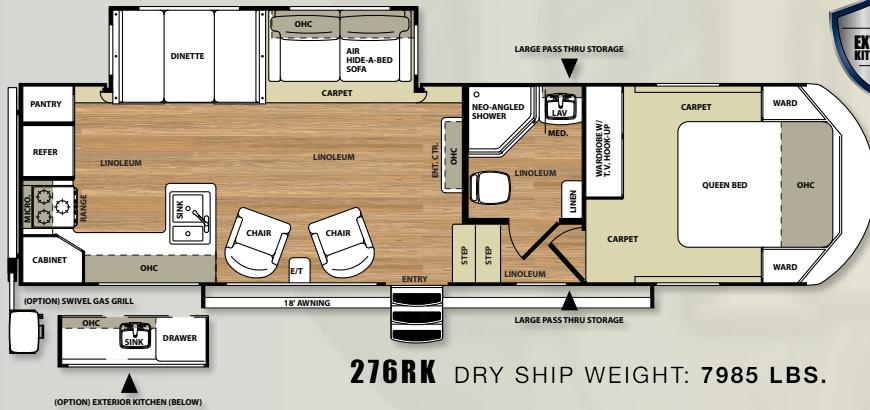 OHC
DINETTE
AIR
HIDE-A-BED
SOFA
CARPET
LARGE PASS THRU STORAGE
PANTRY
REFER
LINOLEUM
LINOLEUM
MICRO.
RANGE
SINK
CABINET
OHC
CHAIR
CHAIR
E/T
ENT. CTR.
OHC
NEO-ANGLED
SHOWER
LAV
MED.
LINOLEUM
LINEN
WARDROBE W/
T.V. HOOK-UP
CARPET
WARD
QUEEN BED
OHC
CARPET
WARD
STEP
STEP
LINOLEUM
ENTRY
18' AWNING
LARGE PASS THRU STORAGE
(OPTION) SWIVEL GAS GRILL
OHC
SINK
DRAWER
(OPTION) EXTERIOR KITCHEN (BELOW)
276RK DRY SHIP WEIGHT: 7985 LBS.